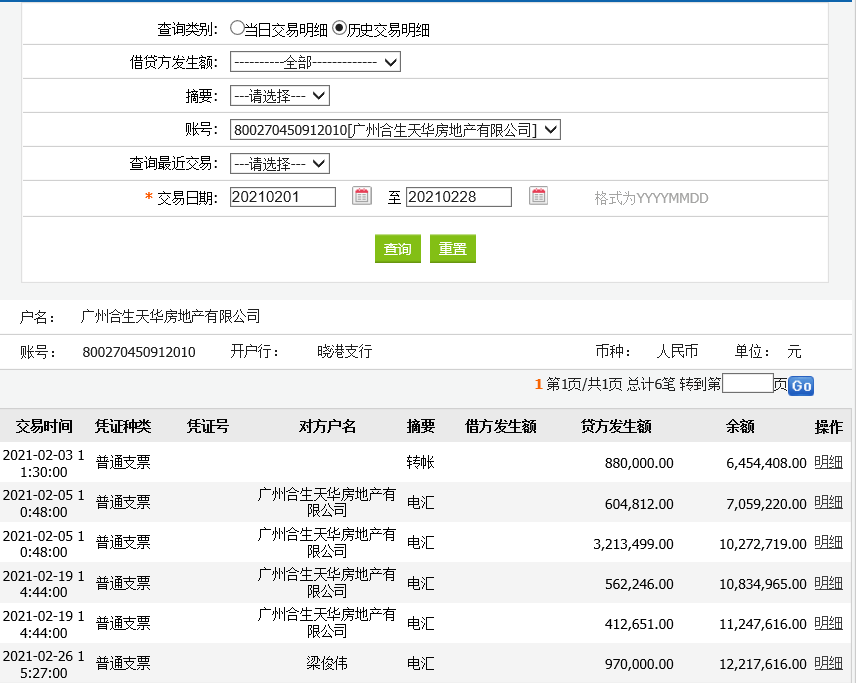 查询类别： 当日交易明细 历史交易明细
借贷方发生额： ----------全部-------------
摘要： ---请选择---
账号： 800270450912010[广州合生天华房地产有限公司]
查询最近交易： ---请选择---
* 交易日期： 20210201 至 20210228 格式为YYYYMMDD
查询 重置
户名： 广州合生天华房地产有限公司
账号： 800270450912010 开户行： 晓港支行 币种： 人民币 单位： 元
1 第1页/共1页 总计6笔 转到第 页 Go
交易时间 凭证种类 凭证号 对方户名 摘要 借方发生额 贷方发生额 余额 操作
2021-02-03 1
1:30:00 普通支票 转帐 880,000.00 6,454,408.00 明细
2021-02-05 1 广州合生天华房地产有
0:48:00 普通支票 限公司 电汇 604,812.00 7,059,220.00 明细
2021-02-05 1 广州合生天华房地产有
0:48:00 普通支票 限公司 电汇 3,213,499.00 10,272,719.00 明细
2021-02-19 1 广州合生天华房地产有
4:44:00 普通支票 限公司 电汇 562,246.00 10,834,965.00 明细
2021-02-19 1 广州合生天华房地产有
4:44:00 普通支票 限公司 电汇 412,651.00 11,247,616.00 明细
2021-02-26 1
5:27:00 普通支票 梁俊伟 电汇 970,000.00 12,217,616.00 明细